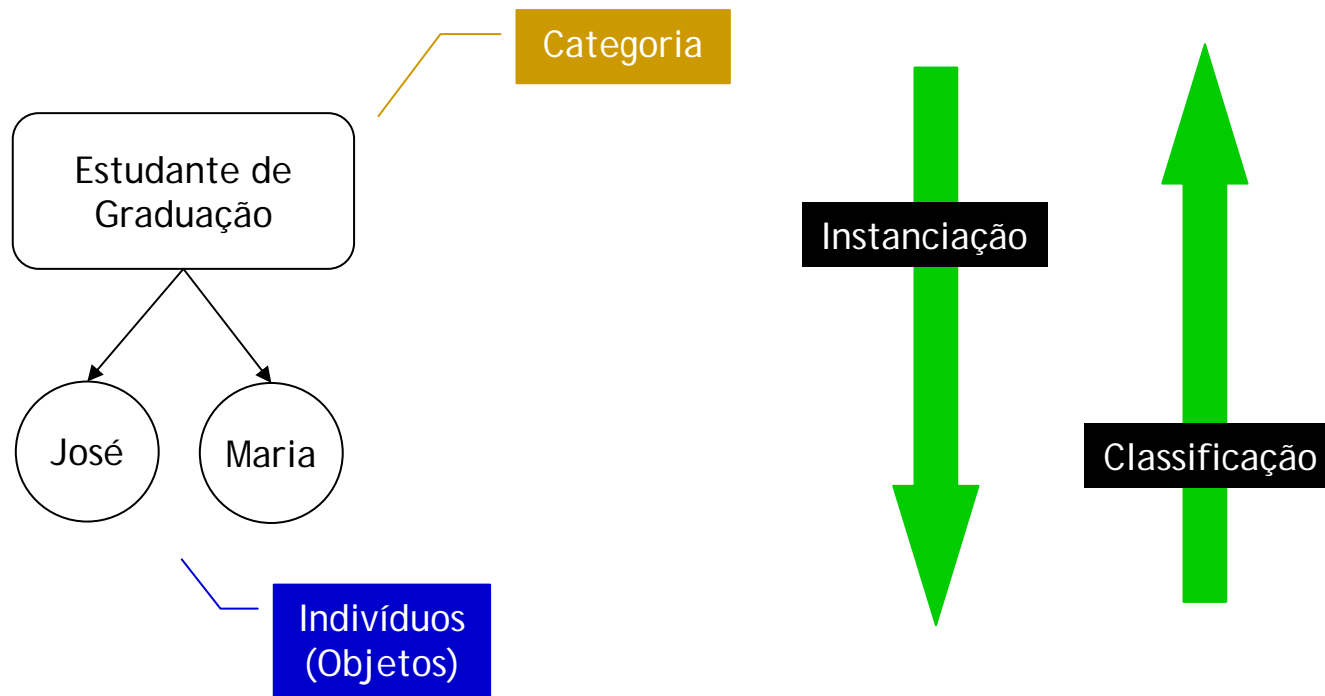 Categoria
Estudante de
Graduação
Instanciação
José
Maria
Classificação
Indivíduos
(Objetos)